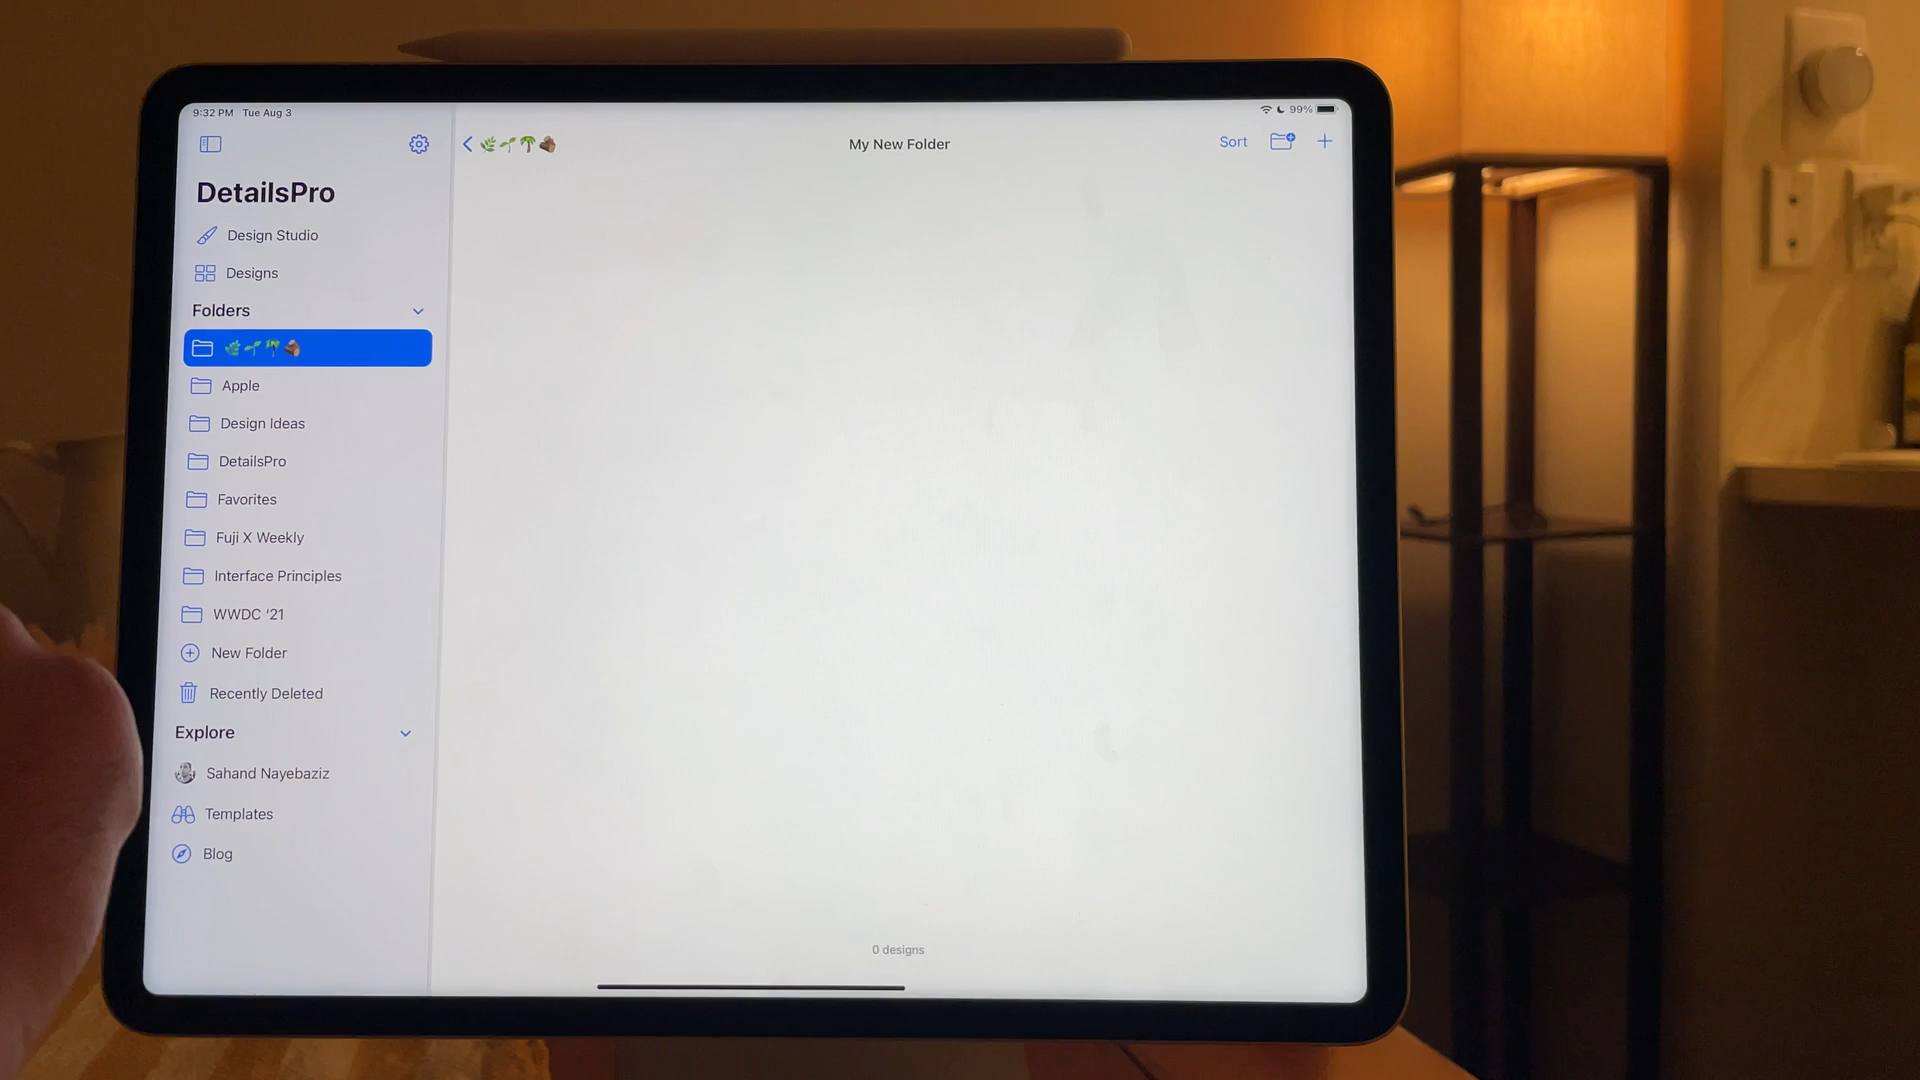 9:32 PM Tue Aug 3
99%
🌿🌱🌴🪵
My New Folder
Sort
DetailsPro
Design Studio
Designs
Folders
🌿🌱🌴🪵
Apple
Design Ideas
DetailsPro
Favorites
Fuji X Weekly
Interface Principles
WWDC ‘21
New Folder
Recently Deleted
Explore
Sahand Nayebaziz
Templates
Blog
0 designs